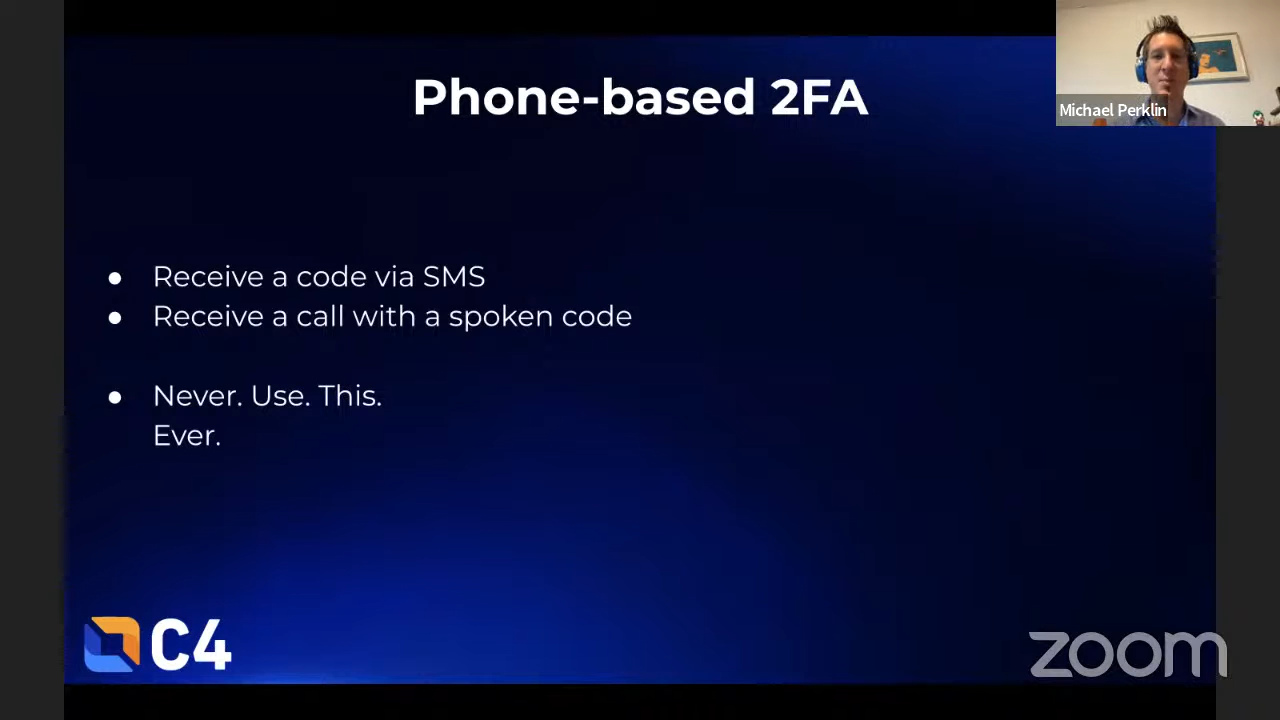 Phone-based 2FA
Michael Perklin
● Receive a code via SMS
● Receive a call with a spoken code
● Never. Use. This.
Ever.
C4
zoom